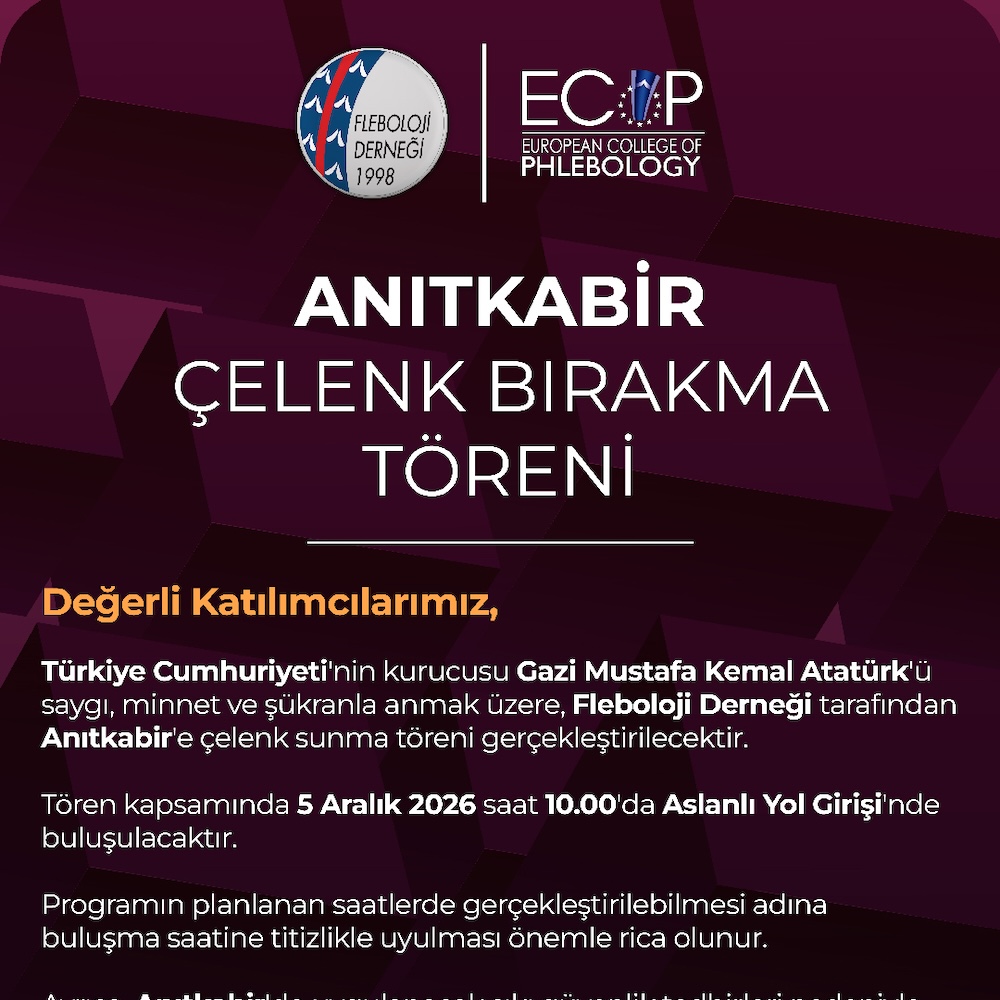 FLEBOLOJİ
DERNEĞİ
1998
ECOP
EUROPEAN COLLEGE OF
PHLEBOLOGY
ANITKABİR
ÇELENK BIRAKMA
TÖRENİ
Değerli Katılımcılarımız,
Türkiye Cumhuriyeti'nin kurucusu Gazi Mustafa Kemal Atatürk'ü
saygı, minnet ve şükranla anmak üzere, Fleboloji Derneği tarafından
Anıtkabir'e çelenk sunma töreni gerçekleştirilecektir.
Tören kapsamında 5 Aralık 2026 saat 10.00'da Aslanlı Yol Girişi'nde
buluşulacaktır.
Programın planlanan saatlerde gerçekleştirilebilmesi adına
buluşma saatine titizlikle uyulması önemle rica olunur.